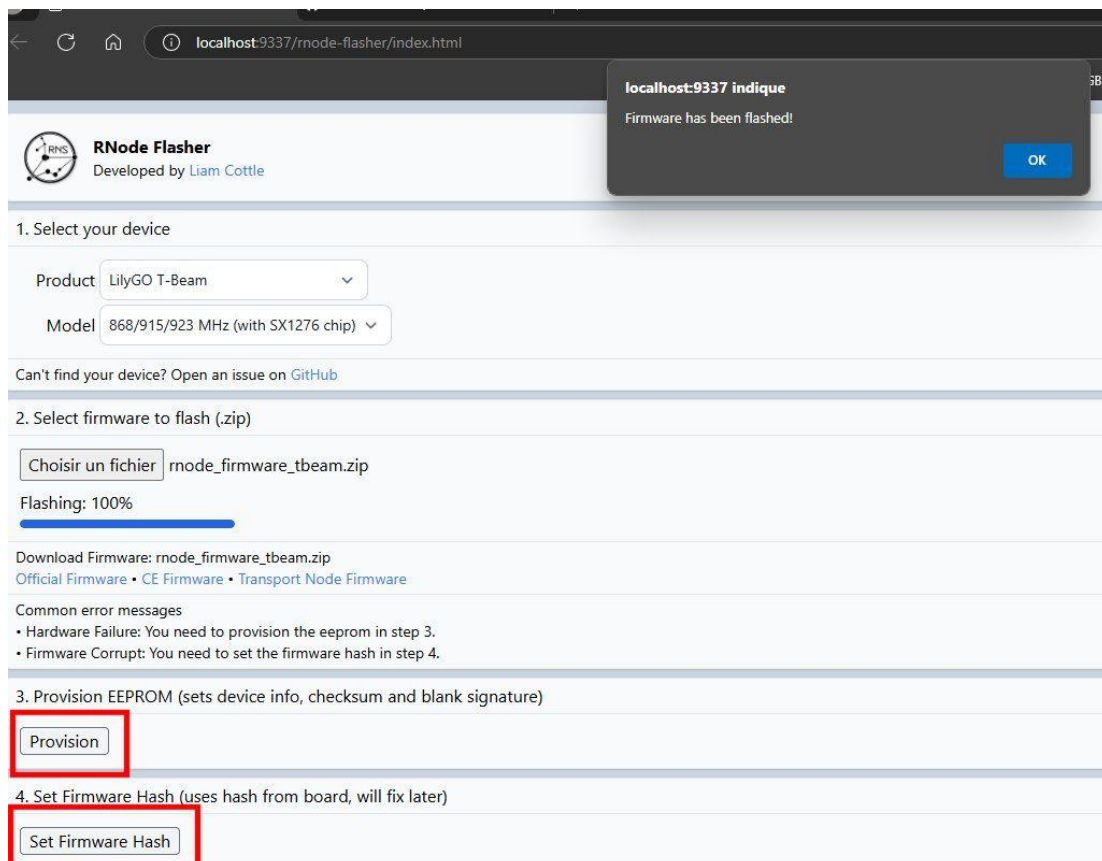 localhost:9337/rnode-flasher/index.html
localhost:9337 indique
Firmware has been flashed!
OK
RNS
RNode Flasher
Developed by Liam Cottle
1. Select your device
Product LilyGO T-Beam
Model 868/915/923 MHz (with SX1276 chip)
Can't find your device? Open an issue on GitHub
2. Select firmware to flash (.zip)
Choisir un fichier rnode_firmware_tbeam.zip
Flashing: 100%
Download Firmware: rnode_firmware_tbeam.zip
Official Firmware • CE Firmware • Transport Node Firmware
Common error messages
• Hardware Failure: You need to provision the eeprom in step 3.
• Firmware Corrupt: You need to set the firmware hash in step 4.
3. Provision EEPROM (sets device info, checksum and blank signature)
Provision
4. Set Firmware Hash (uses hash from board, will fix later)
Set Firmware Hash